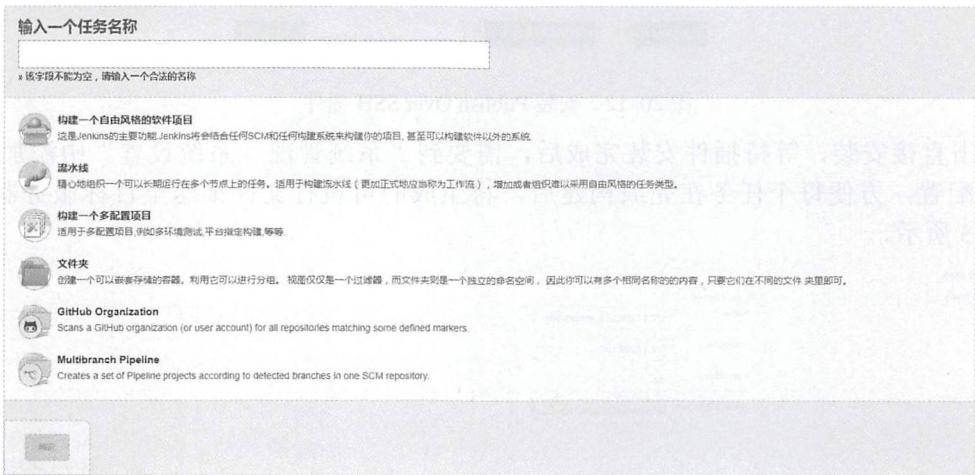 输入一个任务名称
» 该字段不能为空，请输入一个合法的名称
构建一个自由风格的软件项目
这是Jenkins的主要功能.Jenkins将会结合任何SCM和任何构建系统来构建你的项目, 甚至可以构建软件以外的系统.
流水线
精心地组织一个可以长期运行在多个节点上的任务。适用于构建流水线（更加正式地应当称为工作流），增加或者组织难以采用自由风格的任务类型。
构建一个多配置项目
适用于多配置项目,例如多环境测试,平台指定构建,等等.
文件夹
创建一个可以嵌套存储的容器。利用它可以进行分组。 视图仅仅是一个过滤器，而文件夹则是一个独立的命名空间， 因此你可以有多个相同名称的的内容，只要它们在不同的文件 夹里即可。
GitHub Organization
Scans a GitHub organization (or user account) for all repositories matching some defined markers.
Multibranch Pipeline
Creates a set of Pipeline projects according to detected branches in one SCM repository.